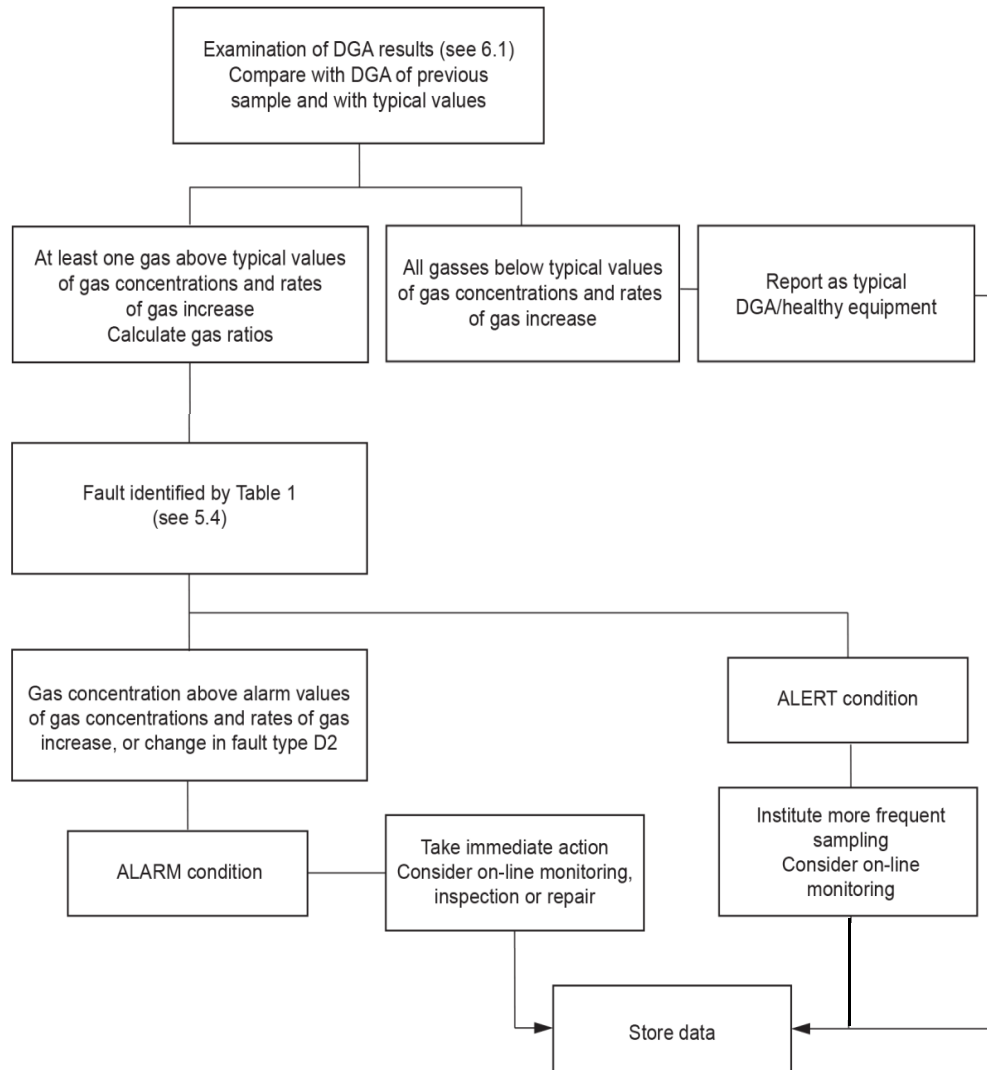 Examination of DGA results (see 6.1)
Compare with DGA of previous
sample and with typical values
At least one gas above typical values
of gas concentrations and rates
of gas increase
Calculate gas ratios
All gasses below typical values
of gas concentrations and rates
of gas increase
Report as typical
DGA/healthy equipment
Fault identified by Table 1
(see 5.4)
Gas concentration above alarm values
of gas concentrations and rates of gas
increase, or change in fault type D2
ALERT condition
ALARM condition
Take immediate action
Consider on-line monitoring,
inspection or repair
Institute more frequent
sampling
Consider on-line
monitoring
Store data